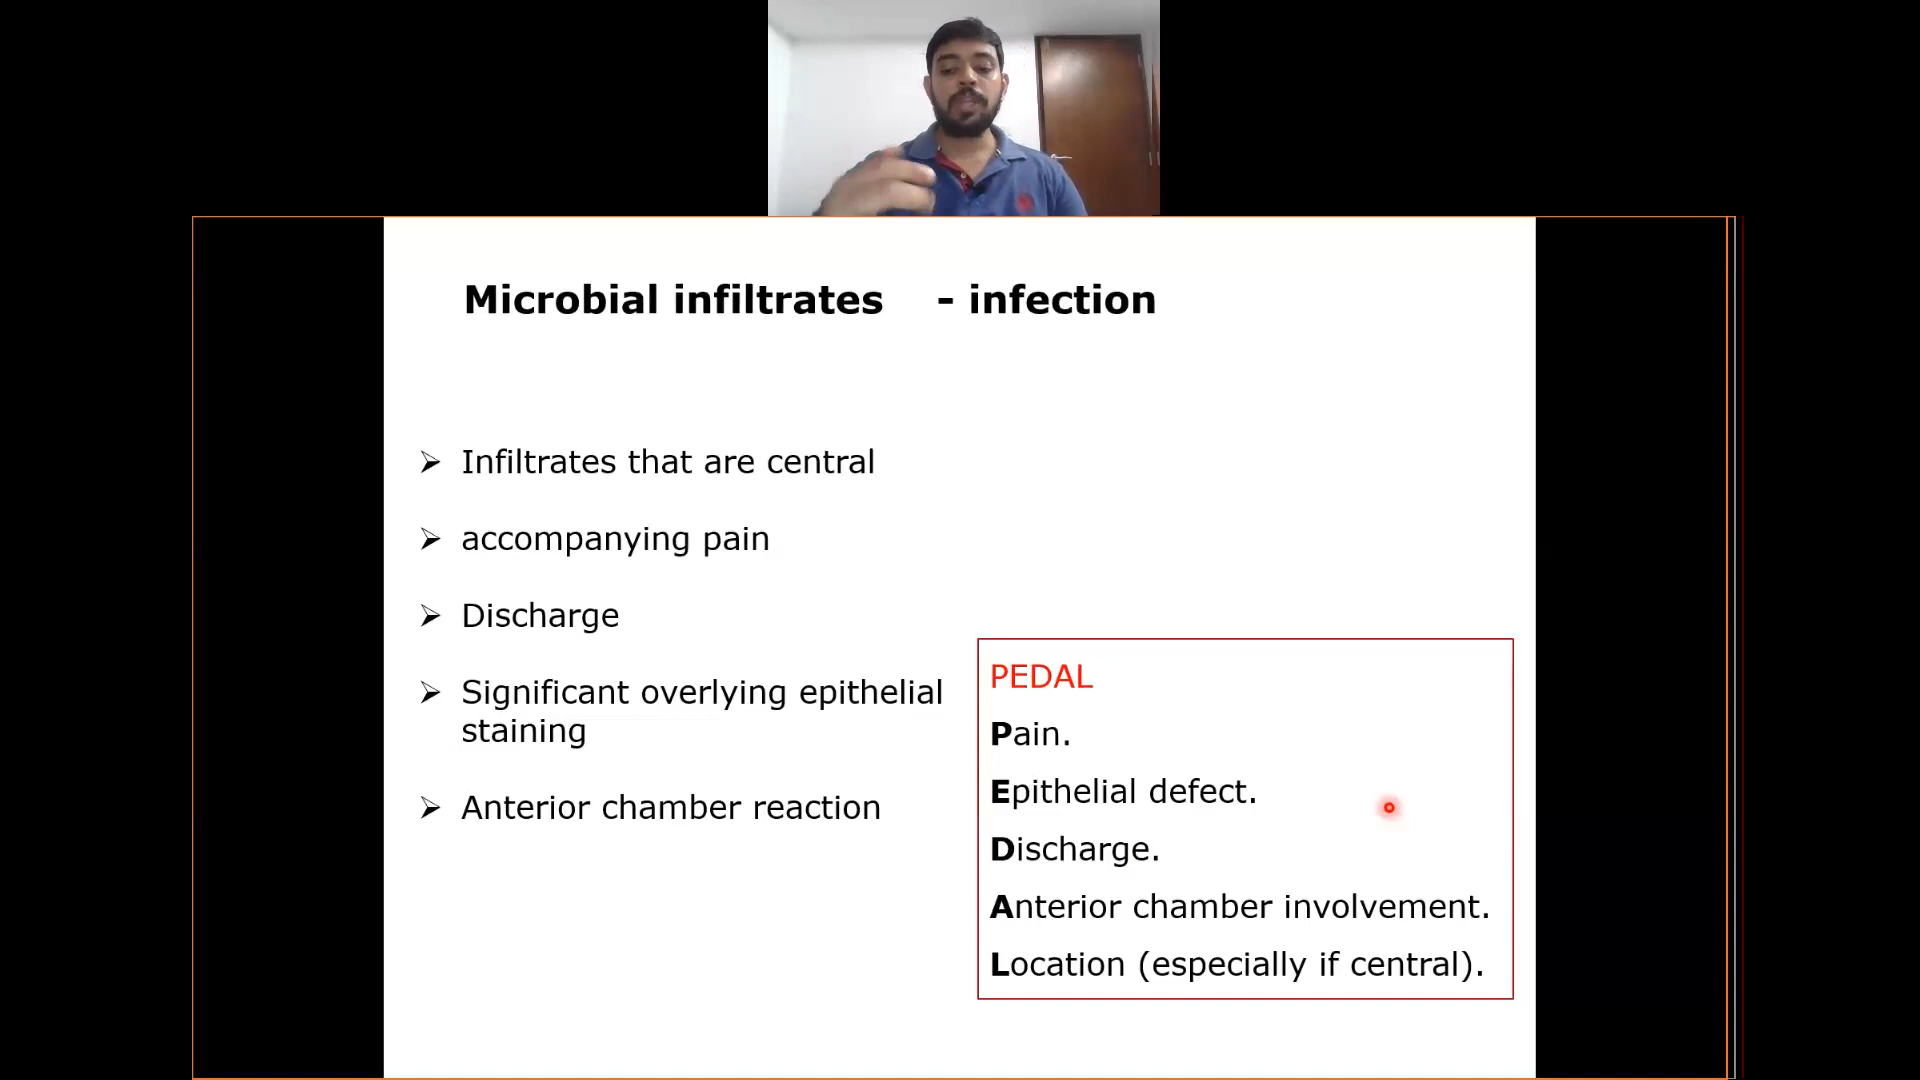 Microbial infiltrates - infection
➢ Infiltrates that are central
➢ accompanying pain
➢ Discharge
➢ Significant overlying epithelial
staining
➢ Anterior chamber reaction
PEDAL
Pain.
Epithelial defect.
Discharge.
Anterior chamber involvement.
Location (especially if central).